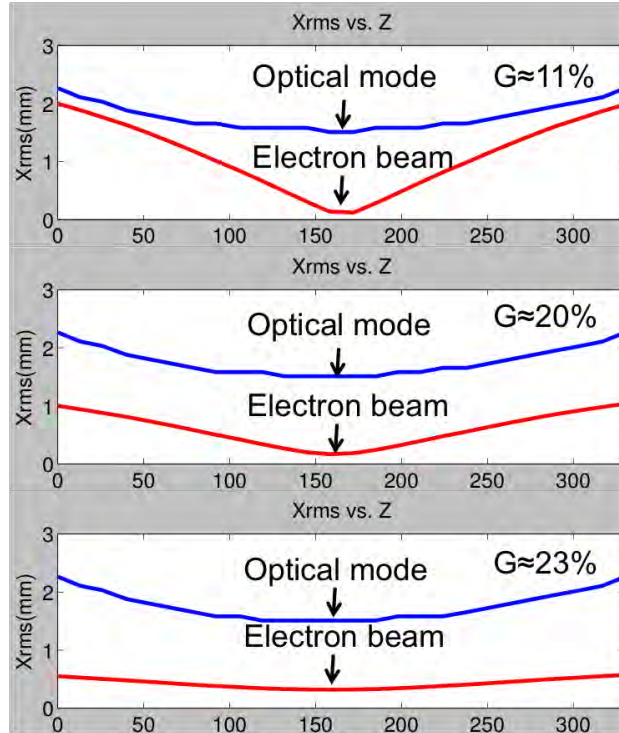 Xrms vs. Z
3
Optical mode
G≈11%
2
Xrms(mm)
Electron beam
1
0
0 50 100 150 200 250 300
Xrms vs. Z
3
Optical mode
G≈20%
2
Electron beam
1
0
0 50 100 150 200 250 300
Xrms vs. Z
3
Optical mode
G≈23%
2
Xrms(mm)
Electron beam
1
0
0 50 100 150 200 250 300